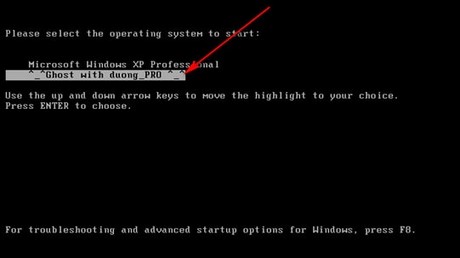 Please select the operating system to start:
Microsoft Windows XP Professional
^_^Ghost with duong_PRO ^_^
Use the up and down arrow keys to move the highlight to your choice.
Press ENTER to choose.
For troubleshooting and advanced startup options for Windows, press F8.